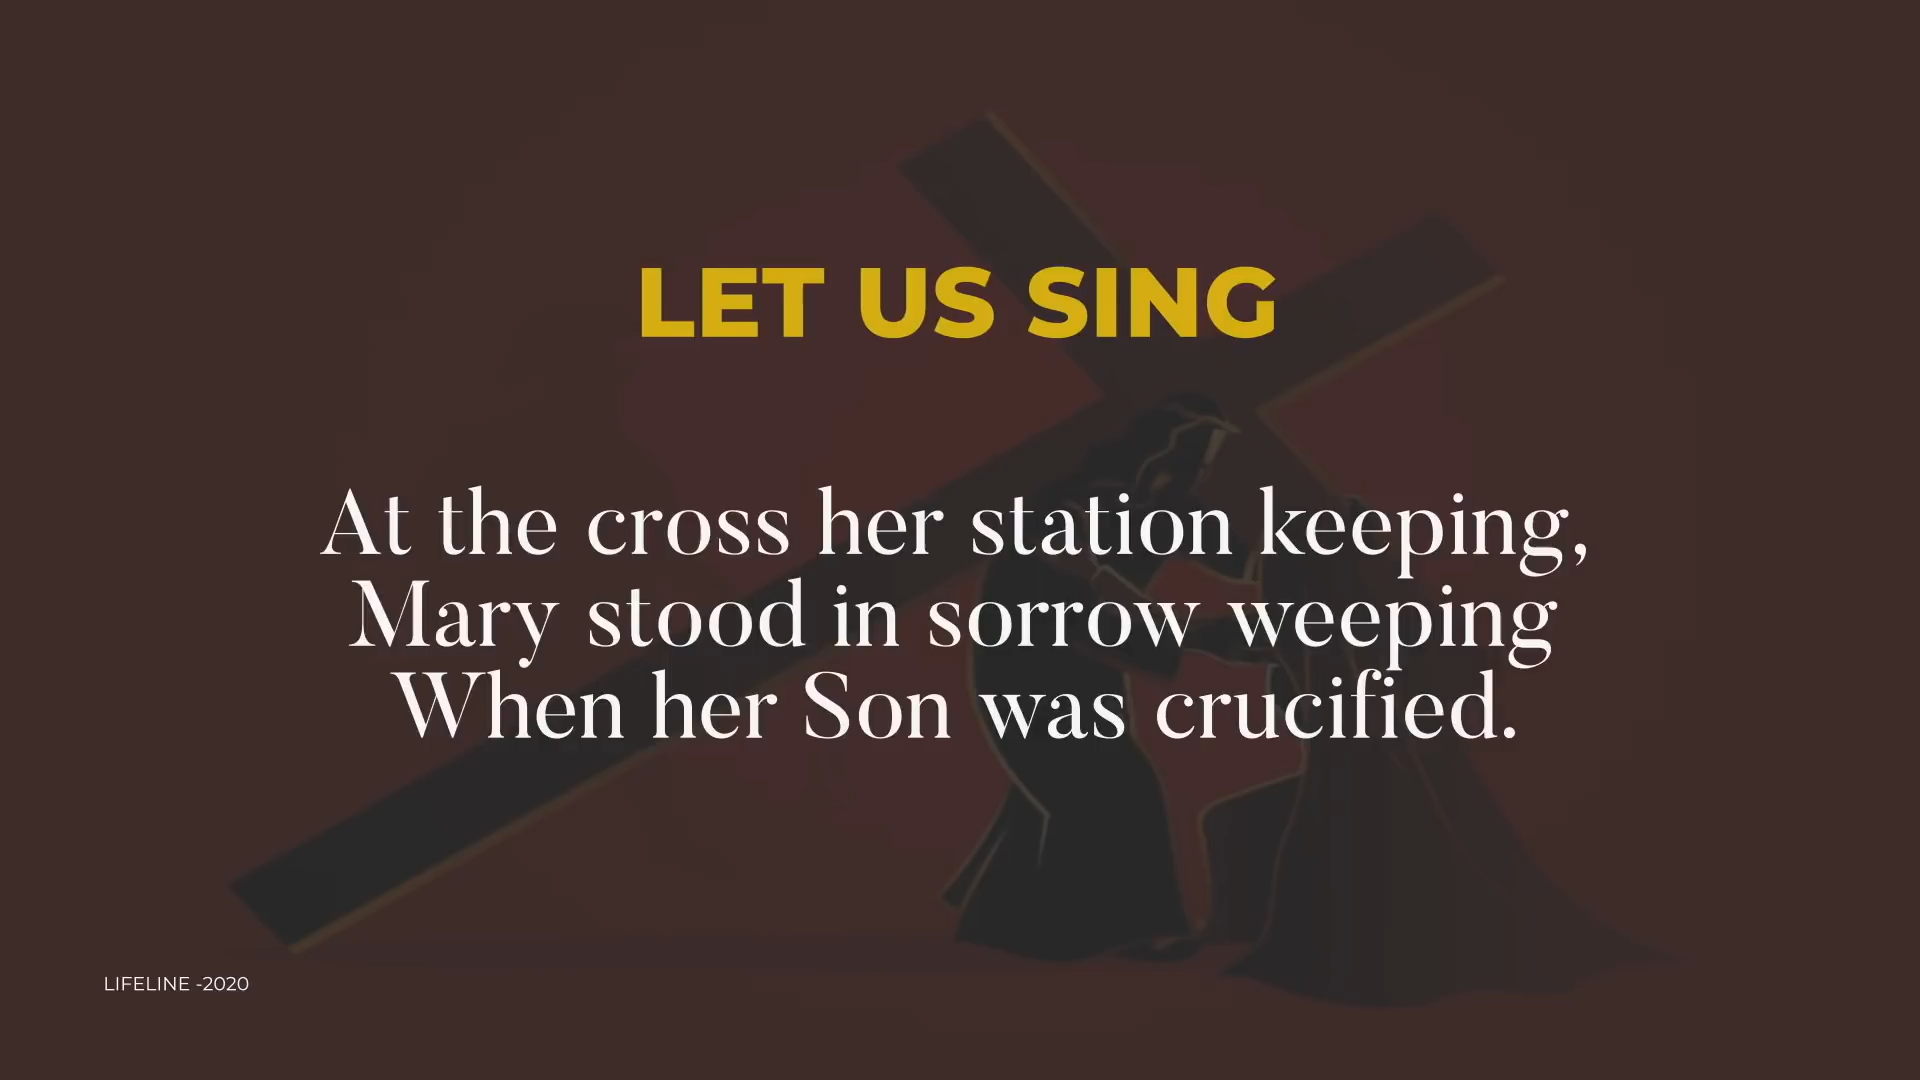 LET US SING
At the cross her station keeping,
Mary stood in sorrow weeping
When her Son was crucified.
LIFELINE -2020